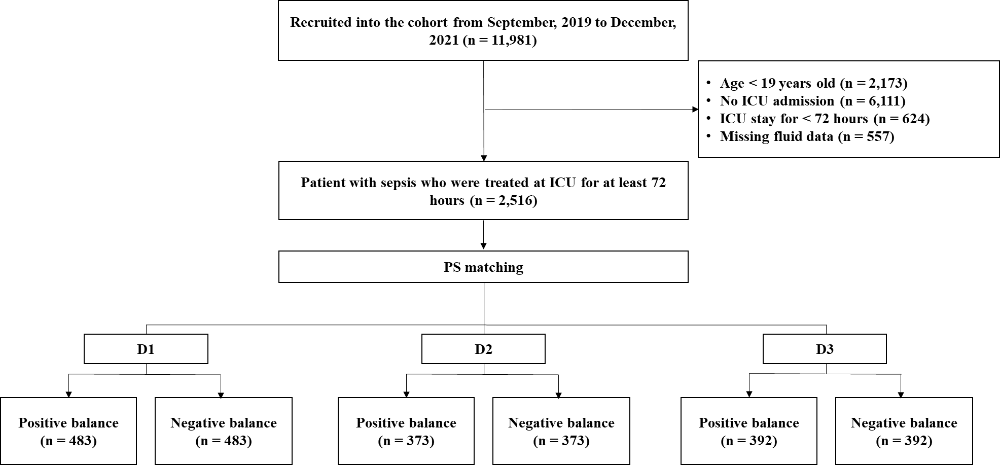 Recruited into the cohort from September, 2019 to December,
2021 (n = 11,981)
• Age < 19 years old (n = 2,173)
• No ICU admission (n = 6,111)
• ICU stay for < 72 hours (n = 624)
• Missing fluid data (n = 557)
Patient with sepsis who were treated at ICU for at least 72
hours (n = 2,516)
PS matching
D1
D2
D3
Positive balance
(n = 483)
Negative balance
(n = 483)
Positive balance
(n = 373)
Negative balance
(n = 373)
Positive balance
(n = 392)
Negative balance
(n = 392)